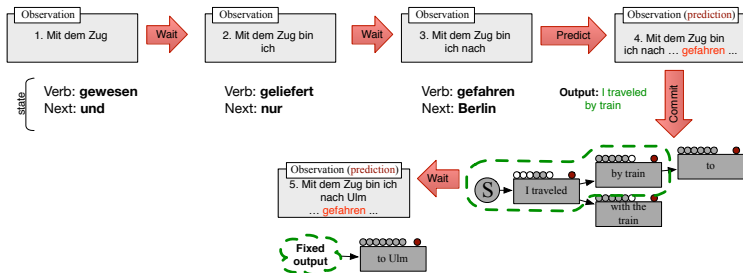 Observation
1. Mit dem Zug
Wait
Observation
2. Mit dem Zug bin
ich
Wait
Observation
3. Mit dem Zug bin
ich nach
Predict
Observation (prediction)
4. Mit dem Zug bin
ich nach ... gefahren ...
state
Verb: gewesen
Next: und
Verb: geliefert
Next: nur
Verb: gefahren
Next: Berlin
Output: I traveled
by train
Commit
Observation (prediction)
5. Mit dem Zug bin ich
nach Ulm
... gefahren ...
Wait
S
I traveled
by train
to
with the
train
Fixed
output
to Ulm